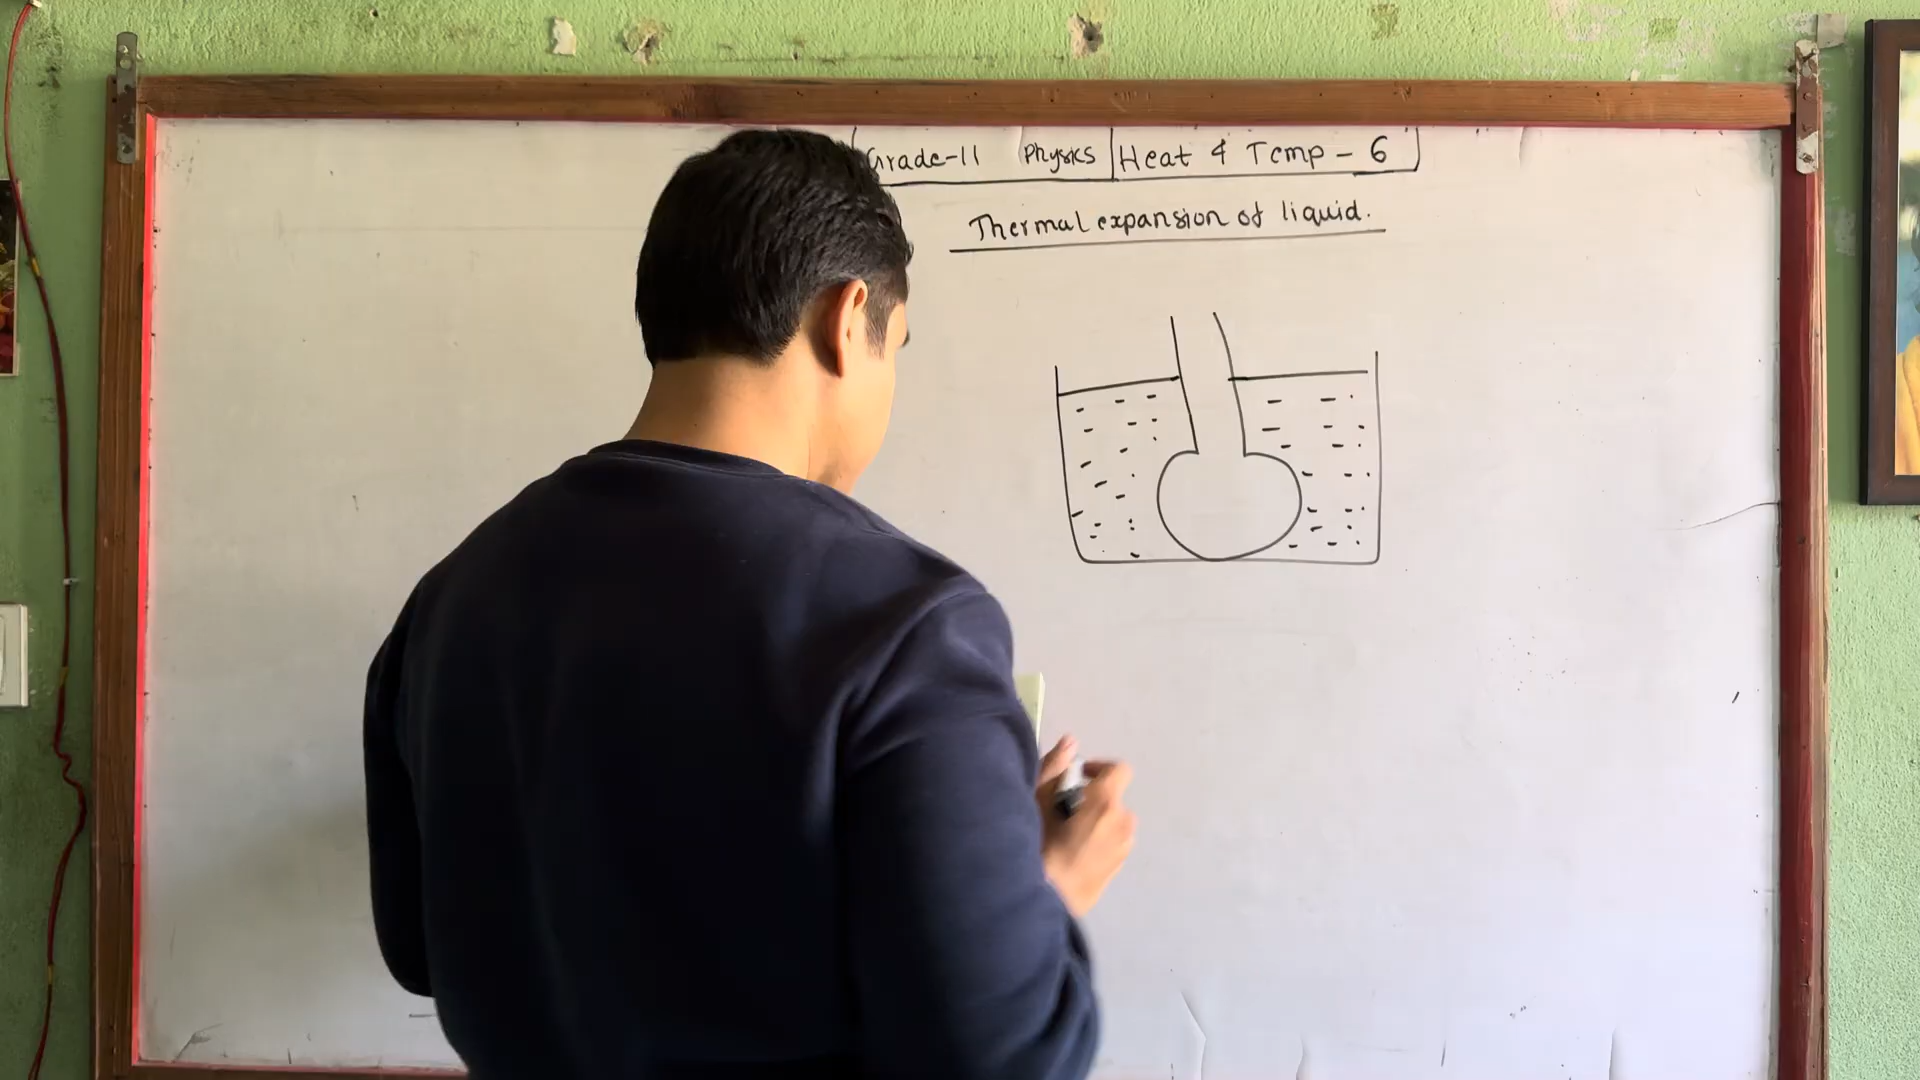 Grade-11 Physics Heat & Temp - 6
Thermal expansion of liquid.